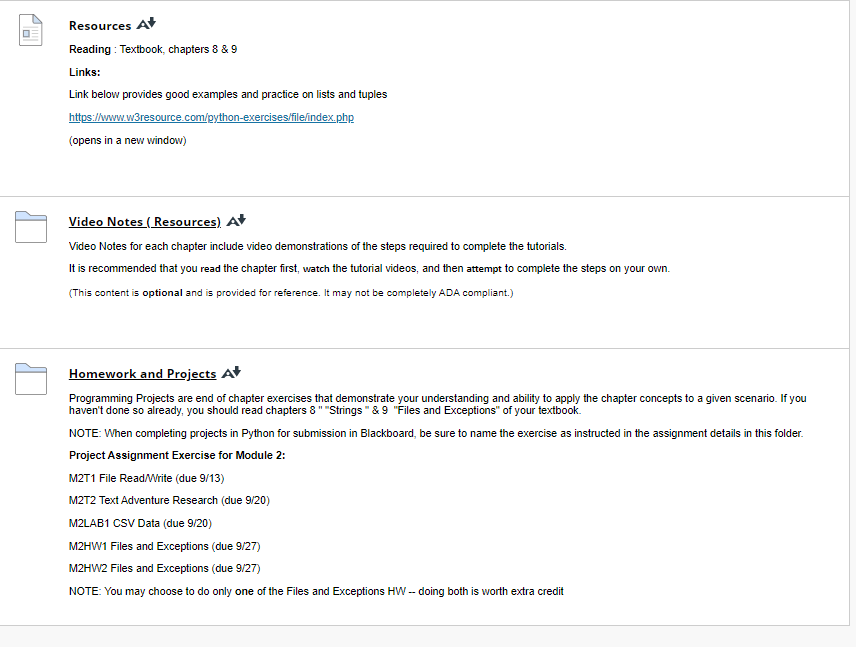 Resources
Reading : Textbook, chapters 8 & 9
Links:
Link below provides good examples and practice on lists and tuples
https://www.w3resource.com/python-exercises/file/index.php
(opens in a new window)
Video Notes ( Resources)
Video Notes for each chapter include video demonstrations of the steps required to complete the tutorials.
It is recommended that you read the chapter first, watch the tutorial videos, and then attempt to complete the steps on your own.
(This content is optional and is provided for reference. It may not be completely ADA compliant.)
Homework and Projects
Programming Projects are end of chapter exercises that demonstrate your understanding and ability to apply the chapter concepts to a given scenario. If you
haven't done so already, you should read chapters 8 " "Strings " & 9 "Files and Exceptions" of your textbook.
NOTE: When completing projects in Python for submission in Blackboard, be sure to name the exercise as instructed in the assignment details in this folder.
Project Assignment Exercise for Module 2:
M2T1 File Read/Write (due 9/13)
M2T2 Text Adventure Research (due 9/20)
M2LAB1 CSV Data (due 9/20)
M2HW1 Files and Exceptions (due 9/27)
M2HW2 Files and Exceptions (due 9/27)
NOTE: You may choose to do only one of the Files and Exceptions HW -- doing both is worth extra credit